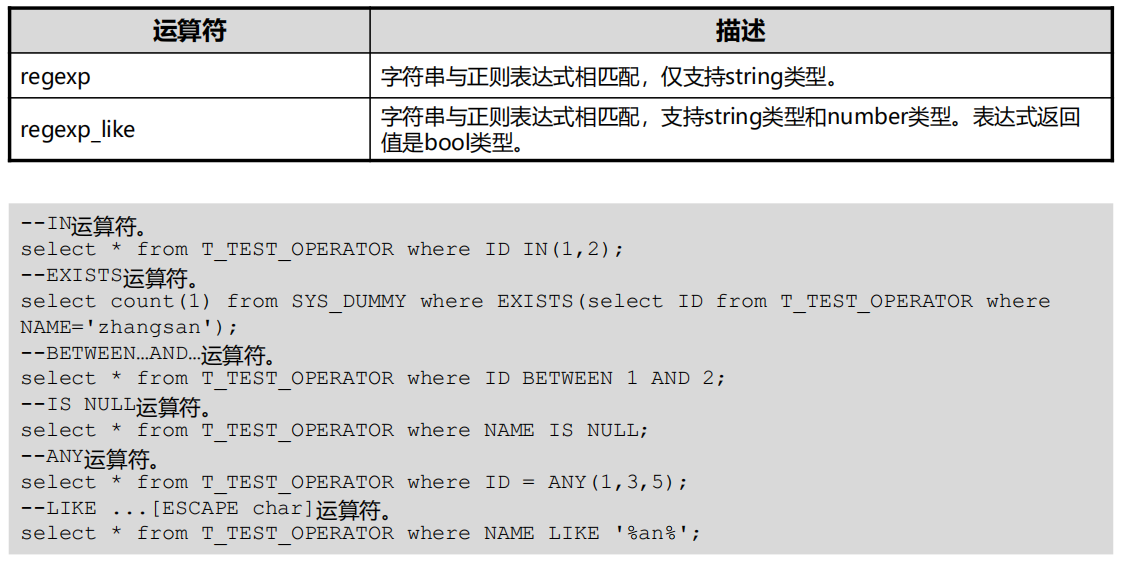 运算符 描述
regexp 字符串与正则表达式相匹配，仅支持string类型。
regexp_like 字符串与正则表达式相匹配，支持string类型和number类型。表达式返回
值是bool类型。
--IN运算符。
select * from T_TEST_OPERATOR where ID IN(1,2);
--EXISTS运算符。
select count(1) from SYS_DUMMY where EXISTS(select ID from T_TEST_OPERATOR where
NAME='zhangsan');
--BETWEEN…AND…运算符。
select * from T_TEST_OPERATOR where ID BETWEEN 1 AND 2;
--IS NULL运算符。
select * from T_TEST_OPERATOR where NAME IS NULL;
--ANY运算符。
select * from T_TEST_OPERATOR where ID = ANY(1,3,5);
--LIKE ...[ESCAPE char]运算符。
select * from T_TEST_OPERATOR where NAME LIKE '%an%';